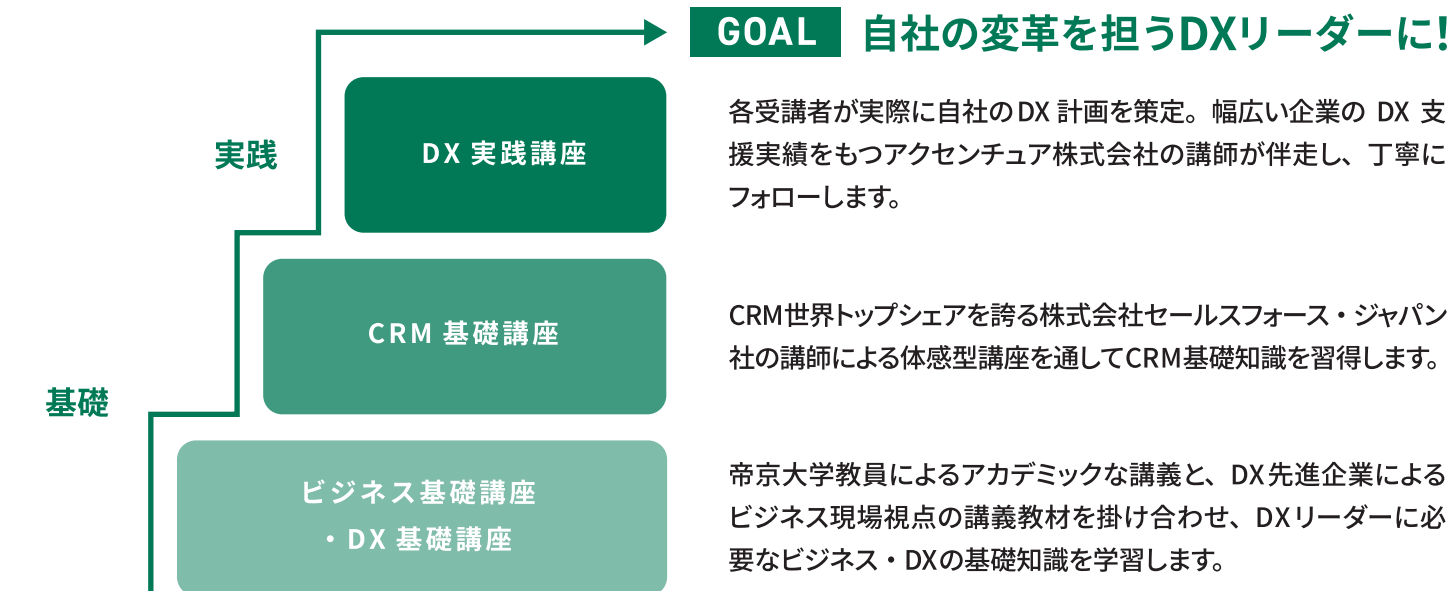 GOAL 自社の変革を担うDXリーダーに!
実践
DX 実践講座
各受講者が実際に自社のDX 計画を策定。幅広い企業の DX 支
援実績をもつアクセンチュア株式会社の講師が伴走し、丁寧に
フォローします。
CRM 基礎講座
CRM世界トップシェアを誇る株式会社セールスフォース・ジャパン
社の講師による体感型講座を通してCRM基礎知識を習得します。
基礎
ビジネス基礎講座
・DX 基礎講座
帝京大学教員によるアカデミックな講義と、DX先進企業による
ビジネス現場視点の講義教材を掛け合わせ、DXリーダーに必
要なビジネス・DXの基礎知識を学習します。